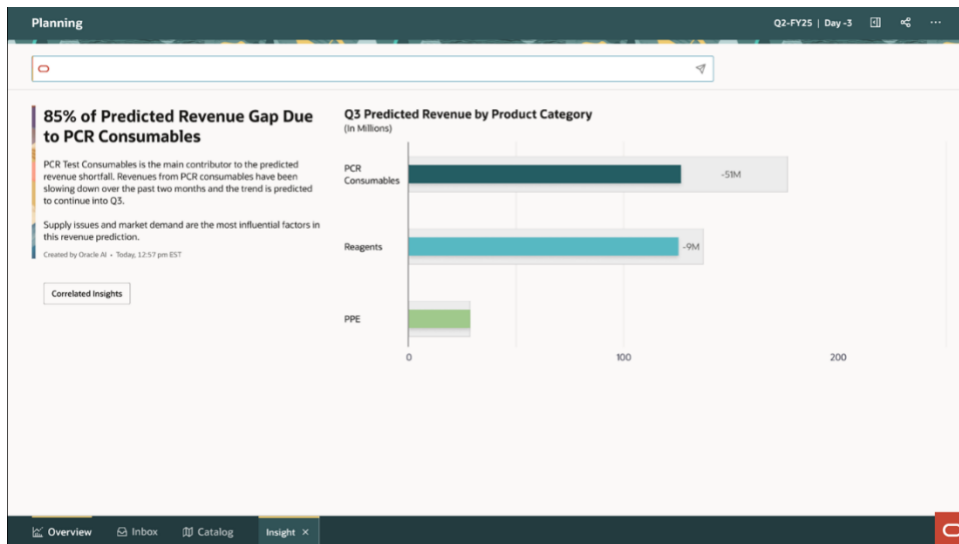 Planning
Q2-FY25 | Day -3
85% of Predicted Revenue Gap Due
to PCR Consumables
PCR Test Consumables is the main contributor to the predicted
revenue shortfall. Revenues from PCR consumables have been
slowing down over the past two months and the trend is predicted
to continue into Q3.
Supply issues and market demand are the most influential factors in
this revenue prediction.
Created by Oracle AI • Today, 12:57 pm EST
Correlated Insights
Q3 Predicted Revenue by Product Category
(In Millions)
PCR
Consumables
-51M
Reagents
-9M
PPE
0 100 200
Overview Inbox Catalog Insight ×